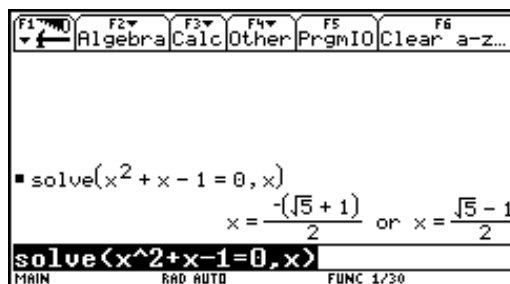 F1 F2 F3 F4 F5 F6
Algebra Calc Other PrgmIO Clear a-z…
solve(x² + x - 1 = 0, x)
x = -(√5 + 1)/2 or x = √5 - 1/2
solve(x^2+x-1=0,x)
MAIN RAD AUTO FUNC 1/30